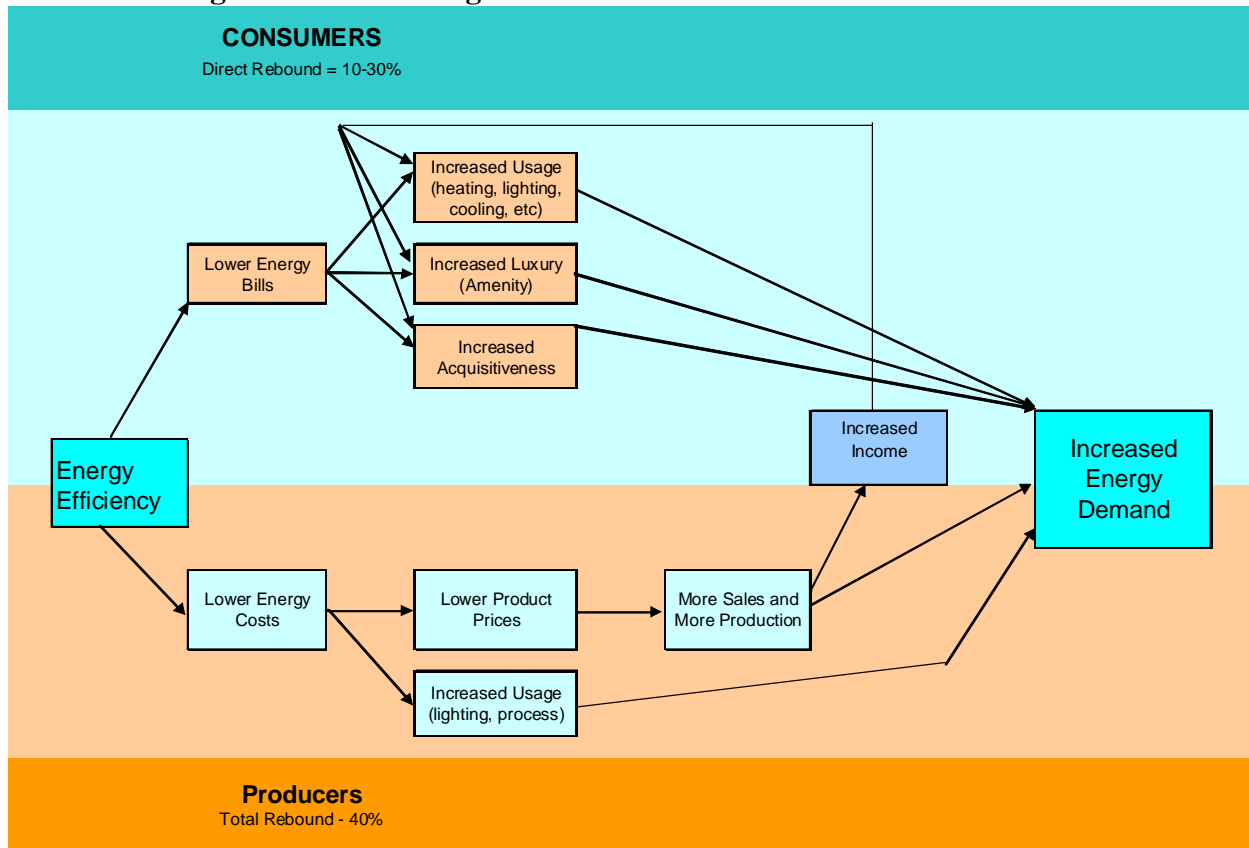 CONSUMERS
Direct Rebound = 10-30%
Increased Usage
(heating, lighting,
cooling, etc)
Lower Energy
Bills
Increased Luxury
(Amenity)
Increased
Acquisitiveness
Increased
Income
Increased
Energy
Demand
Energy
Efficiency
Lower Energy
Costs
Lower Product
Prices
More Sales and
More Production
Increased Usage
(lighting, process)
Producers
Total Rebound - 40%